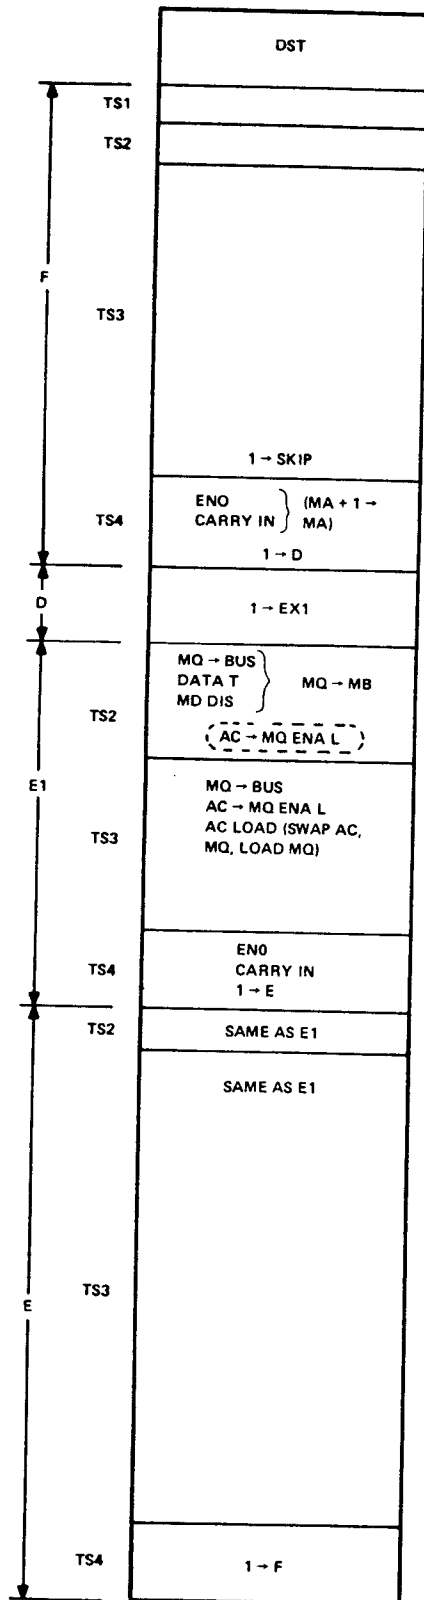 DST
TS1
TS2
F
TS3
1 → SKIP
TS4
ENO } (MA + 1 →
CARRY IN MA)
1 → D
D
1 → EX1
E1
TS2
MQ → BUS
DATA T } MQ → MB
MD DIS
AC → MQ ENA L
TS3
MQ → BUS
AC → MQ ENA L
AC LOAD (SWAP AC,
MQ, LOAD MQ)
TS4
EN0
CARRY IN
1 → E
E
TS2
SAME AS E1
TS3
SAME AS E1
TS4
1 → F